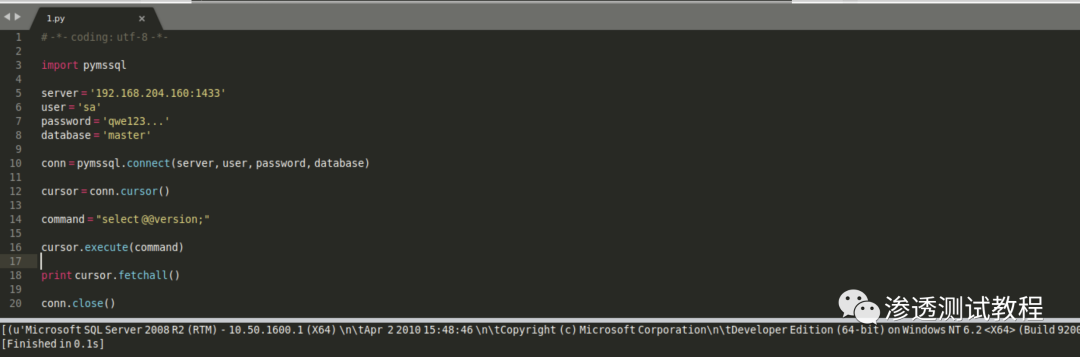 1.py
1 # -*- coding: utf-8 -*-
2
3 import pymssql
4
5 server = '192.168.204.160:1433'
6 user = 'sa'
7 password = 'qwe123...'
8 database = 'master'
9
10 conn = pymssql.connect(server, user, password, database)
11
12 cursor = conn.cursor()
13
14 command = "select @@version;"
15
16 cursor.execute(command)
17
18 print cursor.fetchall()
19
20 conn.close()
渗透测试教程
[(u'Microsoft SQL Server 2008 R2 (RTM) - 10.50.1600.1 (X64) \n\tApr 2 2010 15:48:46 \n\tCopyright (c) Microsoft Corporation\n\tDeveloper Edition (64-bit) on Windows NT 6.2 <X64> (Build 9200
[Finished in 0.1s]